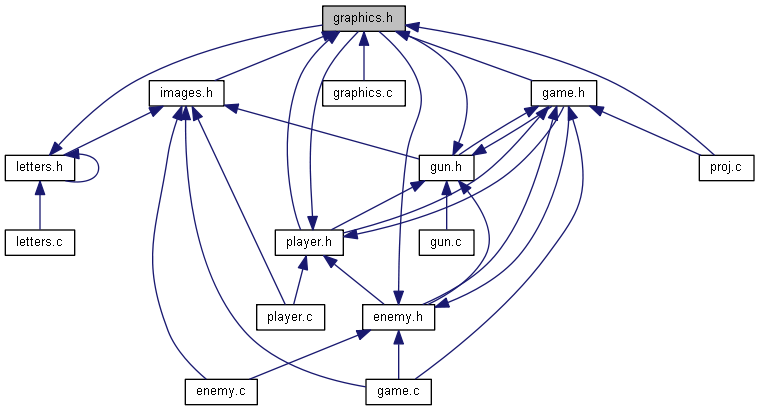 graphics.h
images.h
graphics.c
game.h
letters.h
gun.h
proj.c
letters.c
player.h
gun.c
player.c
enemy.h
enemy.c
game.c